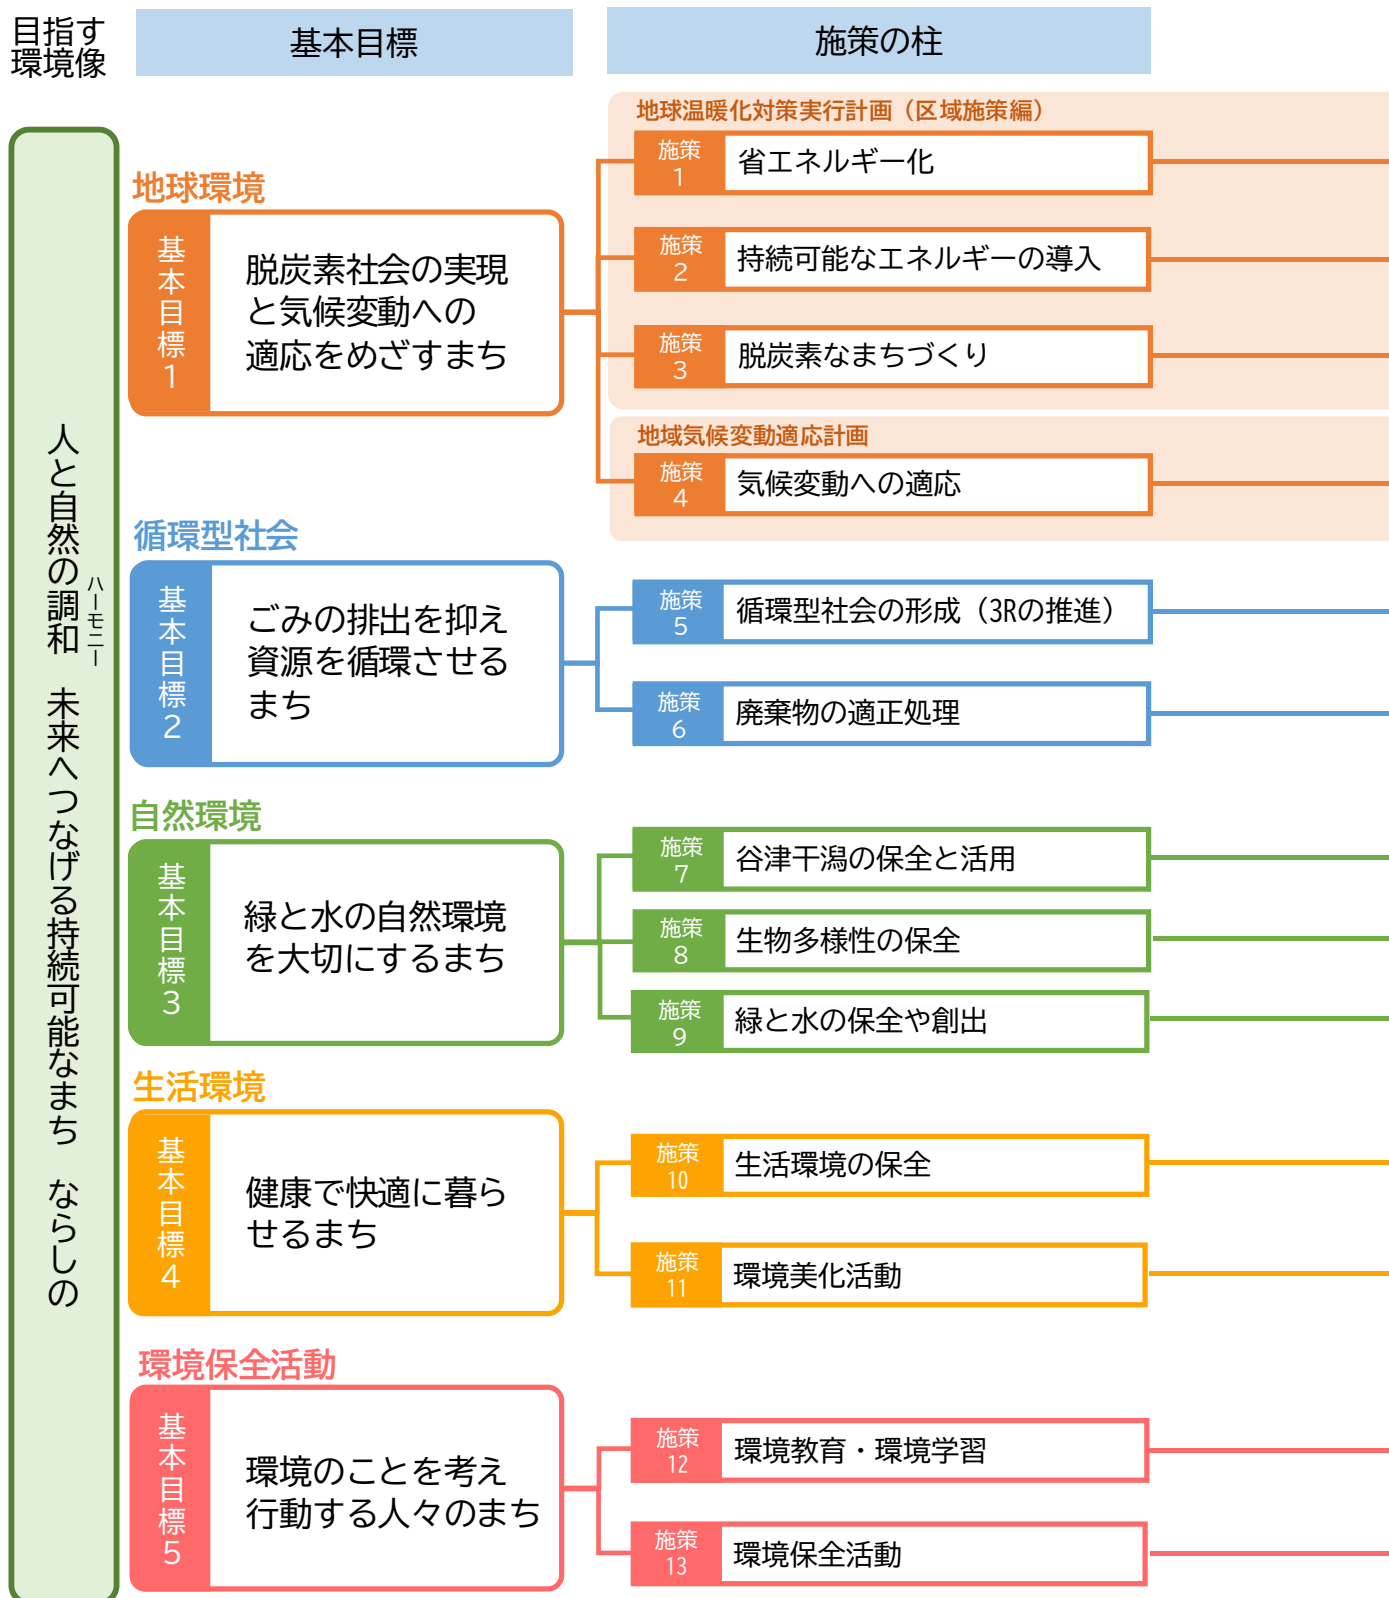 目指す
環境像
基本目標
施策の柱
人と自然の調和　未来へつなげる持続可能なまち　ならしの
ハーモニー
地球環境
基本目標1
脱炭素社会の実現
と気候変動への
適応をめざすまち
地球温暖化対策実行計画（区域施策編）
施策
1
省エネルギー化
施策
2
持続可能なエネルギーの導入
施策
3
脱炭素なまちづくり
地域気候変動適応計画
施策
4
気候変動への適応
循環型社会
基本目標2
ごみの排出を抑え
資源を循環させる
まち
施策
5
循環型社会の形成（3Rの推進）
施策
6
廃棄物の適正処理
自然環境
基本目標3
緑と水の自然環境
を大切にするまち
施策
7
谷津干潟の保全と活用
施策
8
生物多様性の保全
施策
9
緑と水の保全や創出
生活環境
基本目標4
健康で快適に暮ら
せるまち
施策
10
生活環境の保全
施策
11
環境美化活動
環境保全活動
基本目標5
環境のことを考え
行動する人々のまち
施策
12
環境教育・環境学習
施策
13
環境保全活動